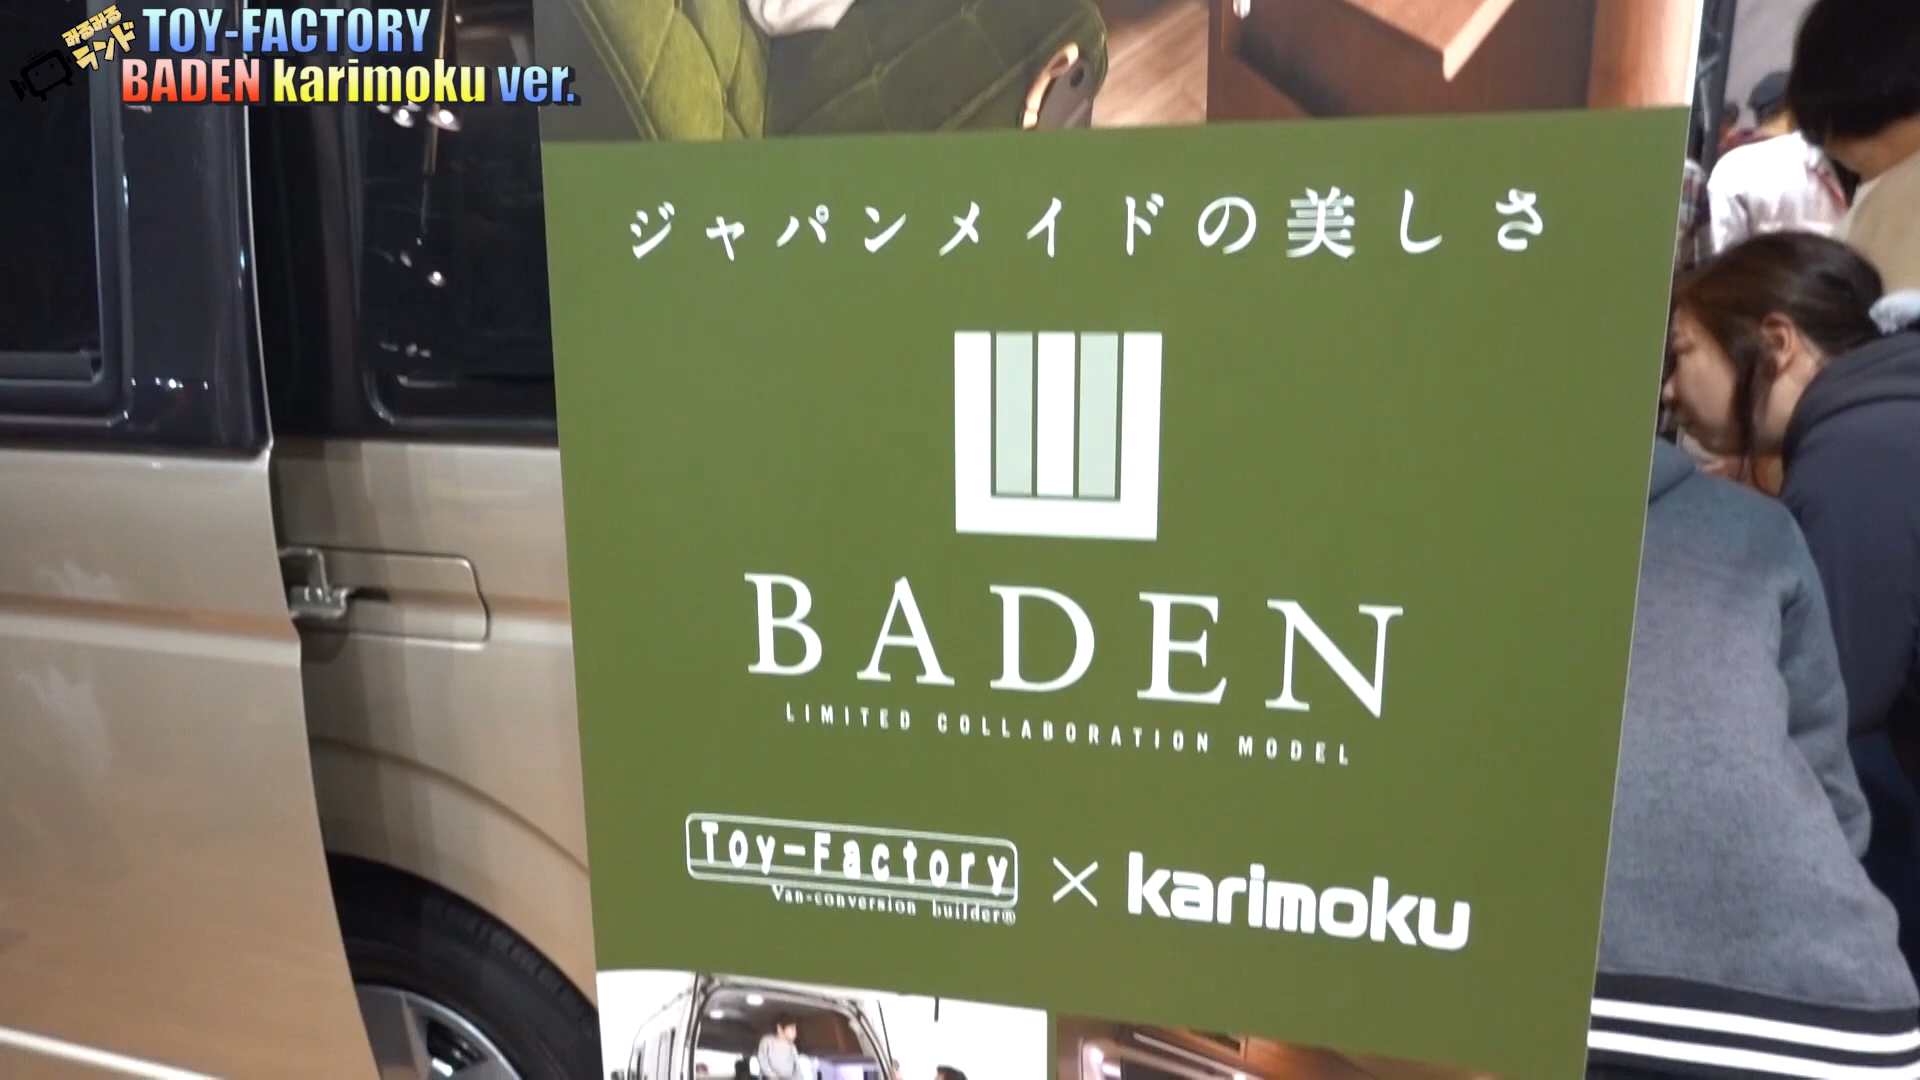 みるみる
ランド
TOY-FACTORY
BADEN karimoku ver.
ジャパンメイドの美しさ
BADEN
LIMITED COLLABORATION MODEL
Toy-Factory
Van-conversion builder®
×
karimoku